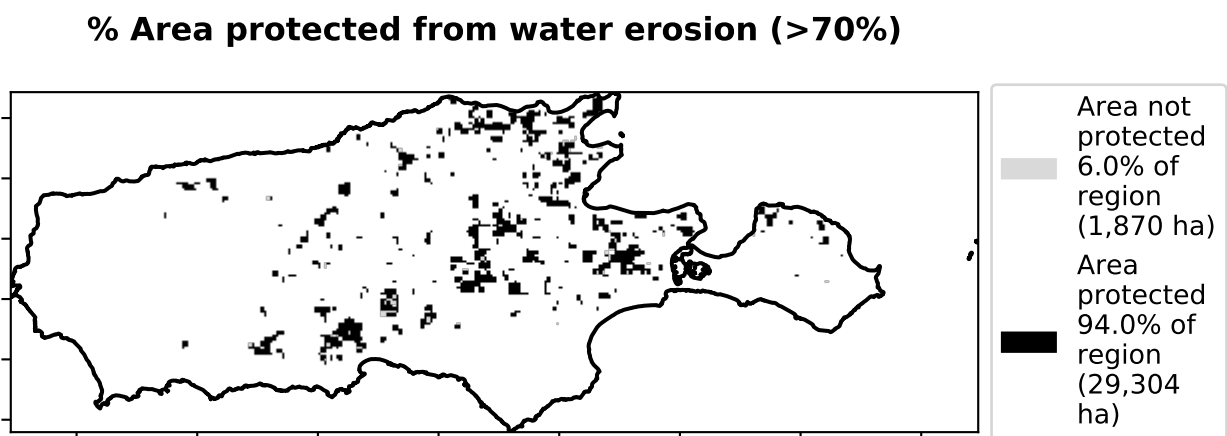 % Area protected from water erosion (>70%)
Area not
protected
6.0% of
region
(1,870 ha)
Area
protected
94.0% of
region
(29,304
ha)